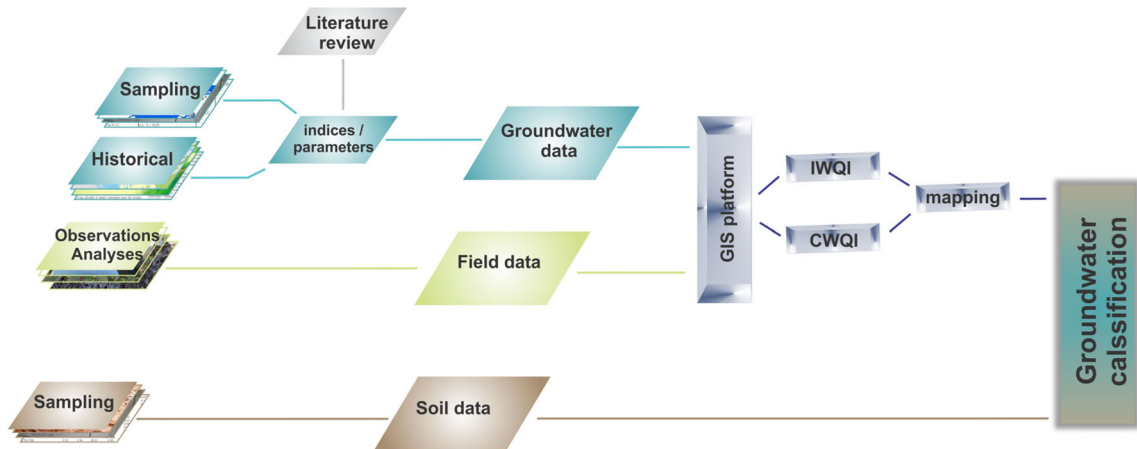 Literature
review
Sampling
indices /
parameters
Historical
Groundwater
data
Observations
Analyses
Field data
GIS platform
IWQI
CWQI
mapping
Groundwater
calssification
Sampling
Soil data